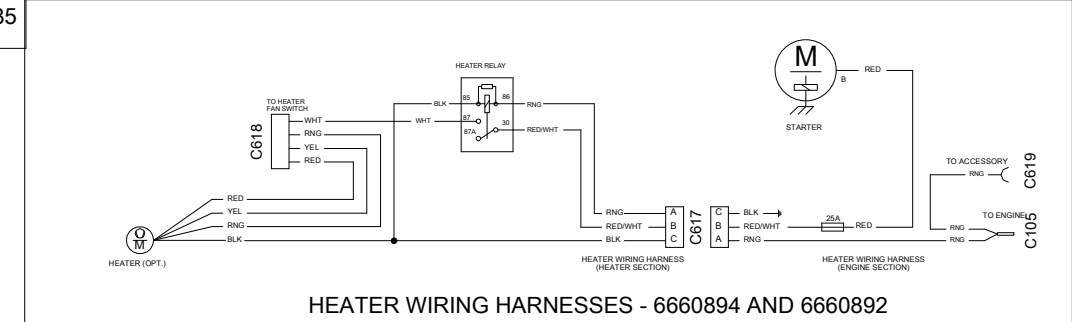 35
HEATER RELAY
85
86
87
87A
30
BLK
RNG
WHT
RED/WHT
TO HEATER
FAN SWITCH
C618
WHT
RNG
YEL
RED
RED
YEL
RNG
BLK
O
M
HEATER (OPT.)
RNG
RED/WHT
BLK
A
B
C
C617
C
B
A
BLK
RED/WHT
RNG
25A
RED
HEATER WIRING HARNESS
(HEATER SECTION)
HEATER WIRING HARNESS
(ENGINE SECTION)
M
B
RED
STARTER
TO ACCESSORY
RNG
C619
TO ENGINE
RNG
RNG
C105
HEATER WIRING HARNESSES - 6660894 AND 6660892